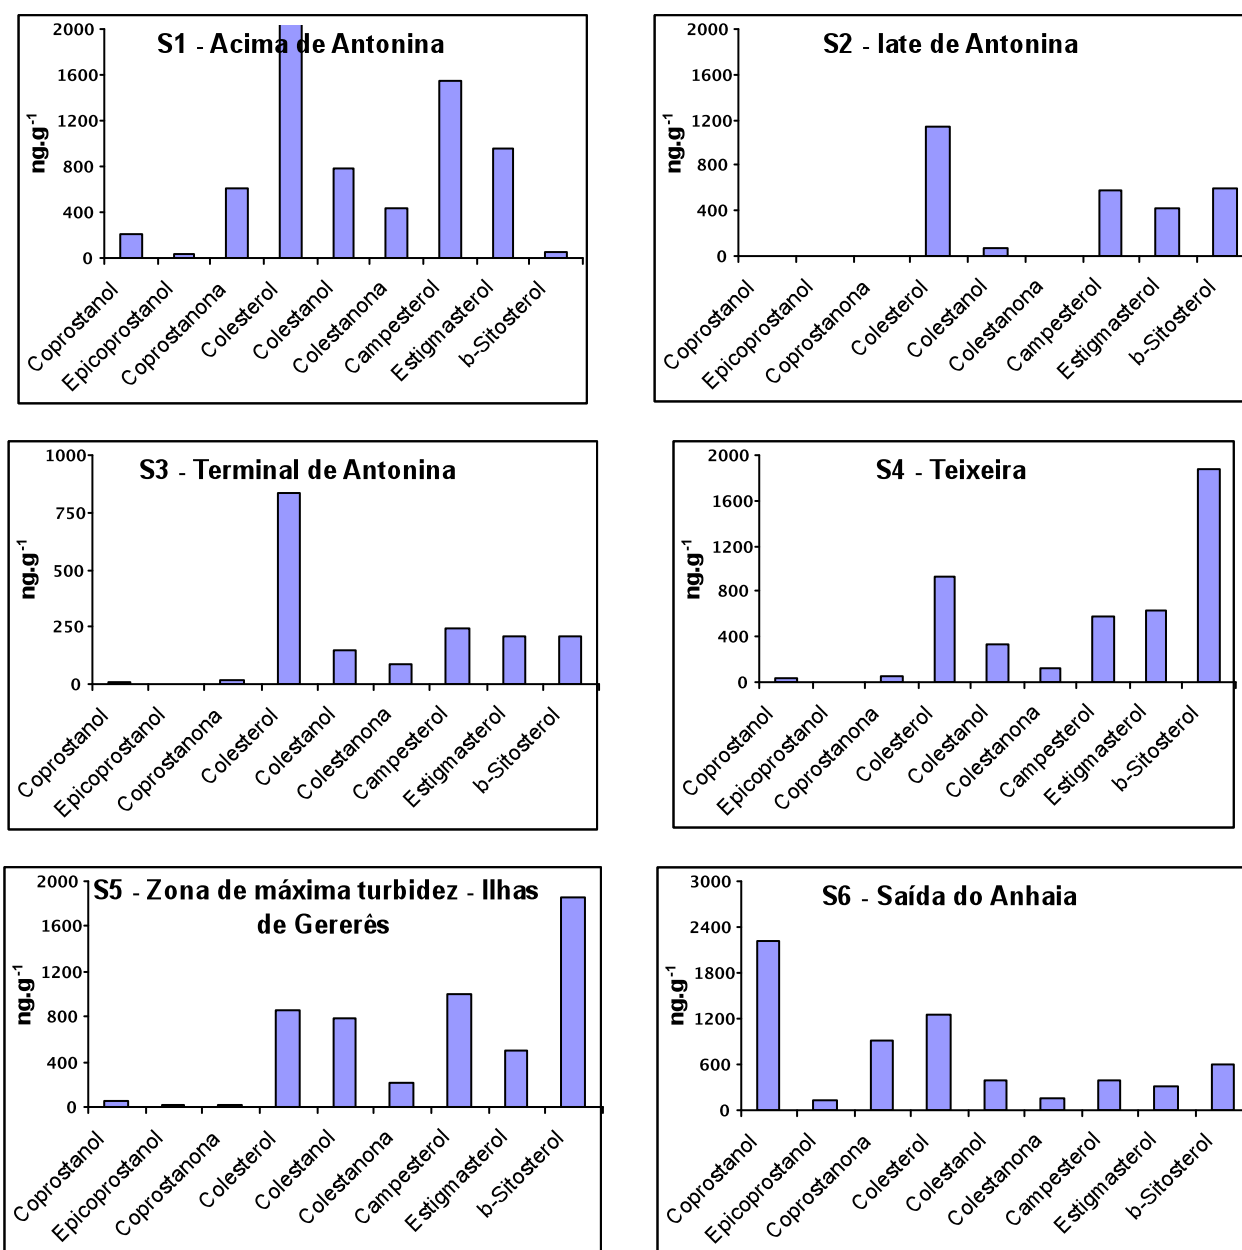 S1 - Acima de Antonina
ng.g-1
2000
1600
1200
800
400
0
Coprostanol
Epicoprostanol
Coprostanona
Colesterol
Colestanol
Colestanona
Campesterol
Estigmasterol
b-Sitosterol
S2 - Iate de Antonina
ng.g-1
2000
1600
1200
800
400
0
Coprostanol
Epicoprostanol
Coprostanona
Colesterol
Colestanol
Colestanona
Campesterol
Estigmasterol
b-Sitosterol
S3 - Terminal de Antonina
ng.g-1
1000
750
500
250
0
Coprostanol
Epicoprostanol
Coprostanona
Colesterol
Colestanol
Colestanona
Campesterol
Estigmasterol
b-Sitosterol
S4 - Teixeira
ng.g-1
2000
1600
1200
800
400
0
Coprostanol
Epicoprostanol
Coprostanona
Colesterol
Colestanol
Colestanona
Campesterol
Estigmasterol
b-Sitosterol
S5 - Zona de máxima turbidez - Ilhas
de Gererês
ng.g-1
2000
1600
1200
800
400
0
Coprostanol
Epicoprostanol
Coprostanona
Colesterol
Colestanol
Colestanona
Campesterol
Estigmasterol
b-Sitosterol
S6 - Saída do Anhaia
ng.g-1
3000
2400
1800
1200
600
0
Coprostanol
Epicoprostanol
Coprostanona
Colesterol
Colestanol
Colestanona
Campesterol
Estigmasterol
b-Sitosterol